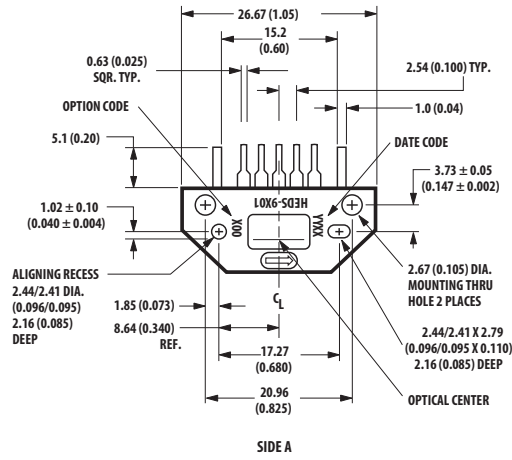 26.67 (1.05)
15.2
(0.60)
0.63 (0.025)
SQR. TYP.
2.54 (0.100) TYP.
OPTION CODE
1.0 (0.04)
5.1 (0.20)
DATE CODE
3.73 ± 0.05
(0.147 ± 0.002)
HEDS-9X0X1
1.02 ± 0.10
(0.040 ± 0.004)
X00
YYXX
ALIGNING RECESS
2.44/2.41 DIA.
(0.096/0.095)
2.16 (0.085)
DEEP
2.67 (0.105) DIA.
MOUNTING THRU
HOLE 2 PLACES
1.85 (0.073)
CL
8.64 (0.340)
REF.
2.44/2.41 X 2.79
(0.096/0.095 X 0.110)
2.16 (0.085) DEEP
17.27
(0.680)
20.96
(0.825)
OPTICAL CENTER
SIDE A